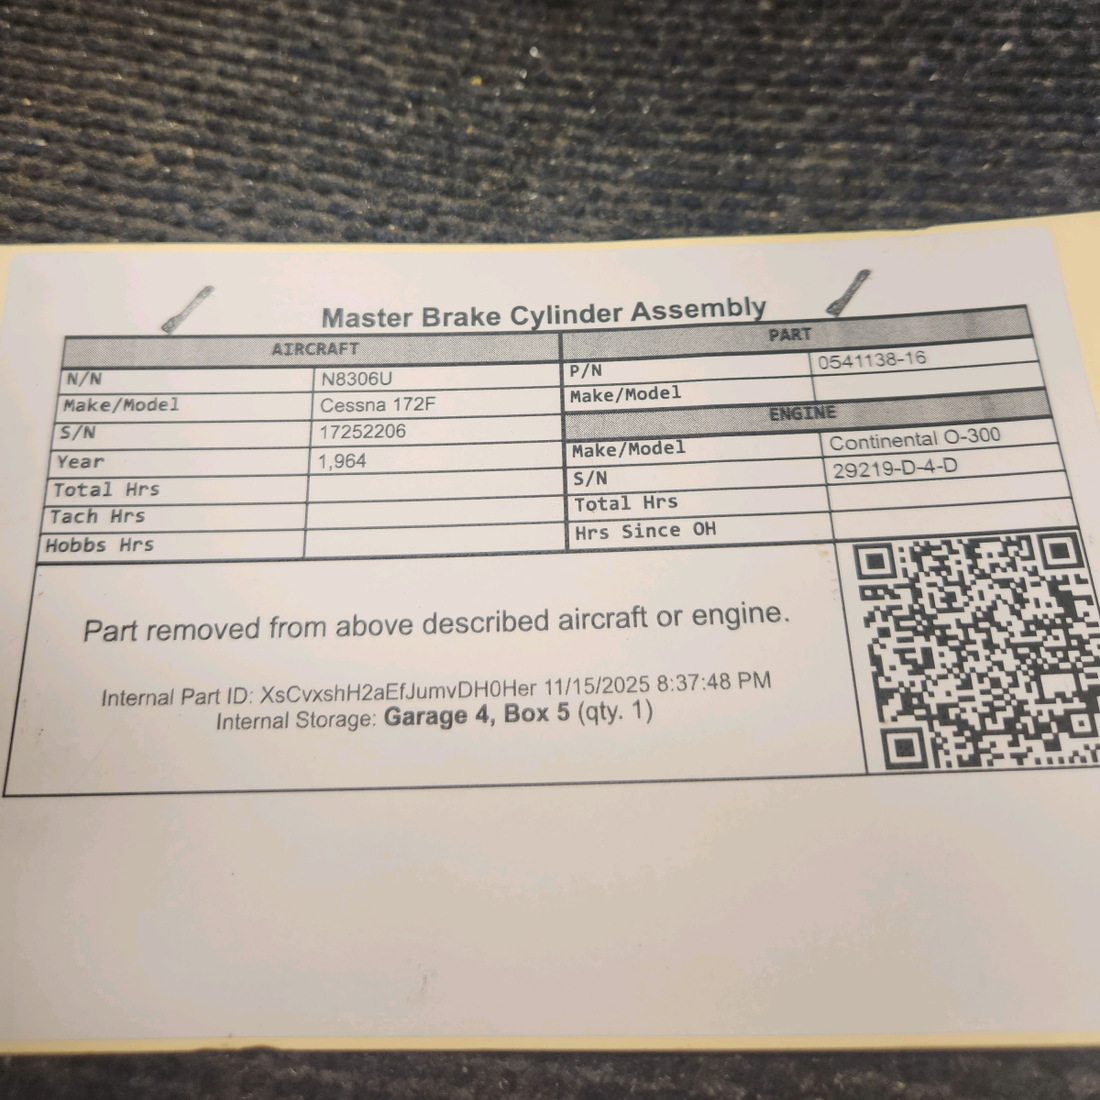 Master Brake Cylinder Assembly
AIRCRAFT
N/N N8306U
Make/Model Cessna 172F
S/N 17252206
Year 1,964
Total Hrs
Tach Hrs
Hobbs Hrs
PART
P/N 0541138-16
Make/Model
ENGINE
Make/Model Continental O-300
S/N 29219-D-4-D
Total Hrs
Hrs Since OH
Part removed from above described aircraft or engine.
Internal Part ID: XsCvxshH2aEfJumvDH0Her 11/15/2025 8:37:48 PM
Internal Storage: Garage 4, Box 5 (qty. 1)